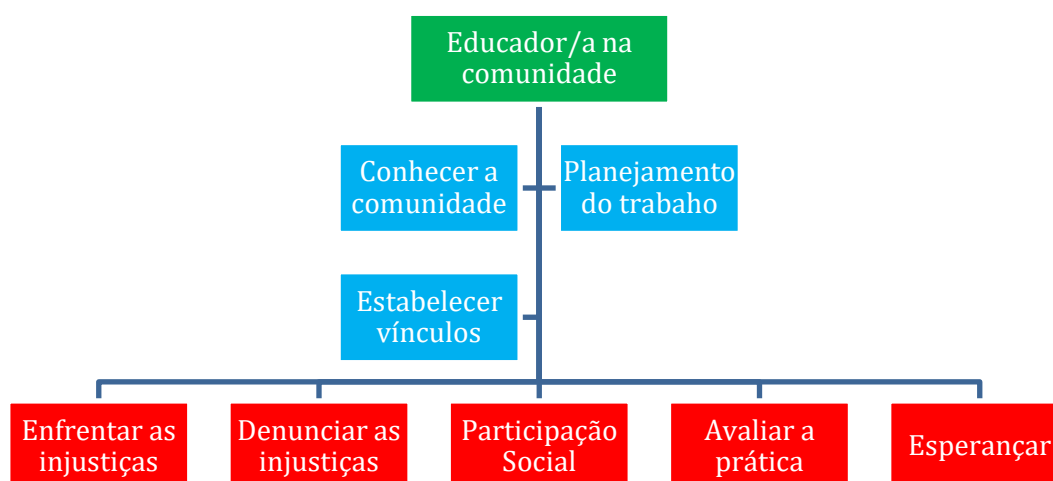 Educador/a na
comunidade
Conhecer a
comunidade
Planejamento
do trabaho
Estabelecer
vínculos
Enfrentar as
injustiças
Denunciar as
injustiças
Participação
Social
Avaliar a
prática
Esperançar